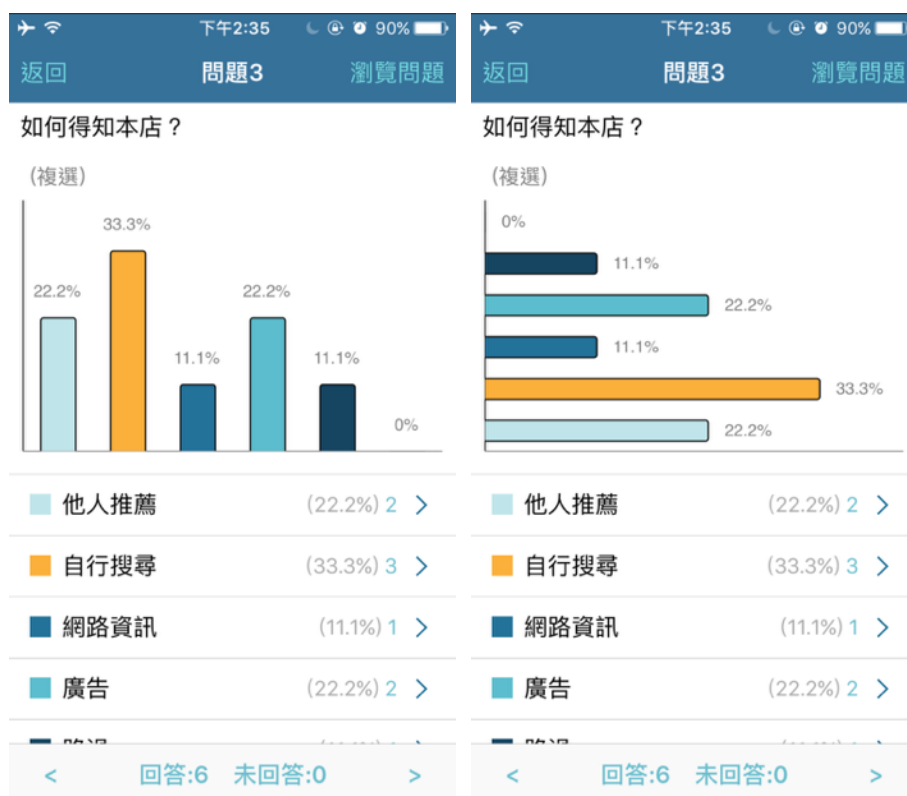 下午2:35 90%
返回 問題3 瀏覽問題
如何得知本店？
(複選)
33.3%
22.2% 22.2%
11.1% 11.1%
0%
他人推薦 (22.2%) 2 >
自行搜尋 (33.3%) 3 >
網路資訊 (11.1%) 1 >
廣告 (22.2%) 2 >
< 回答:6 未回答:0 >
下午2:35 90%
返回 問題3 瀏覽問題
如何得知本店？
(複選)
0%
11.1%
22.2%
11.1%
33.3%
22.2%
他人推薦 (22.2%) 2 >
自行搜尋 (33.3%) 3 >
網路資訊 (11.1%) 1 >
廣告 (22.2%) 2 >
< 回答:6 未回答:0 >